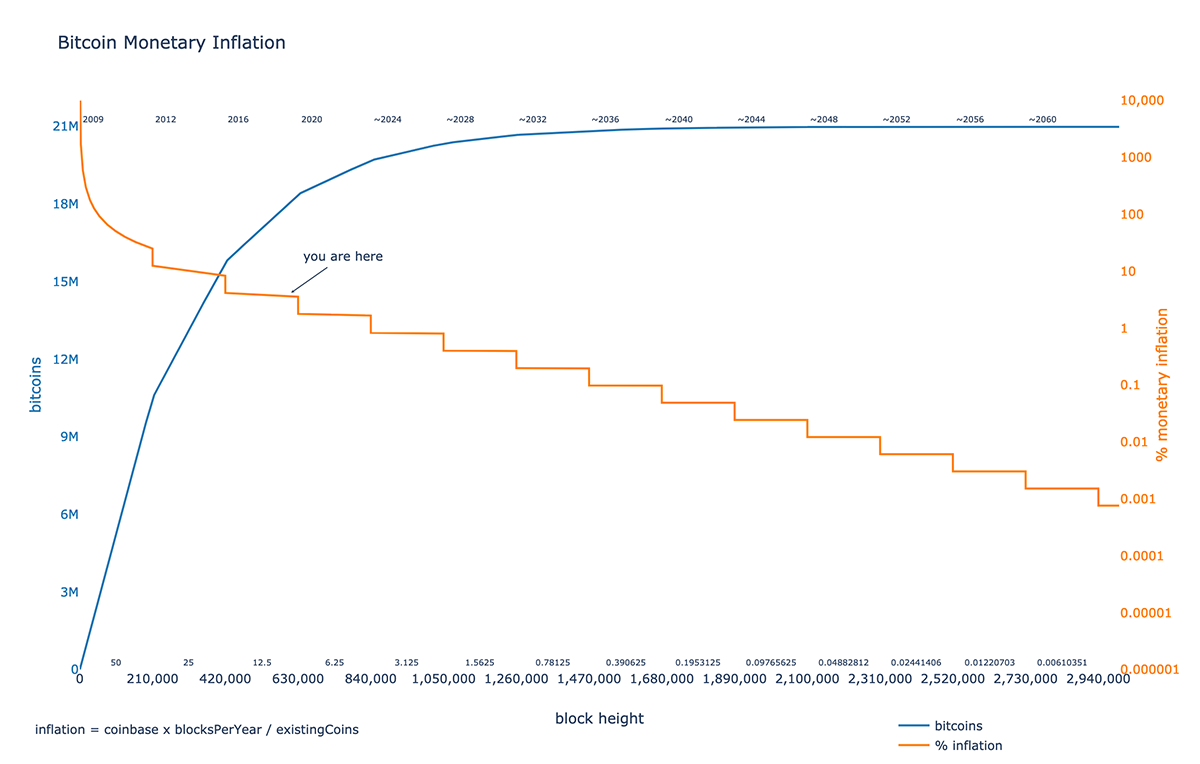 Bitcoin Monetary Inflation
10,000
2009 2012 2016 2020 ~2024 ~2028 ~2032 ~2036 ~2040 ~2044 ~2048 ~2052 ~2056 ~2060
21M
1000
18M
100
you are here
15M
10
1
12M
bitcoins
% monetary inflation
0.1
9M
0.01
6M
0.001
0.0001
3M
0.00001
50 25 12.5 6.25 3.125 1.5625 0.78125 0.390625 0.1953125 0.09765625 0.04882812 0.02441406 0.01220703 0.00610351
0
0.000001
0 210,000 420,000 630,000 840,000 1,050,000 1,260,000 1,470,000 1,680,000 1,890,000 2,100,000 2,310,000 2,520,000 2,730,000 2,940,000
block height
inflation = coinbase x blocksPerYear / existingCoins
bitcoins
% inflation